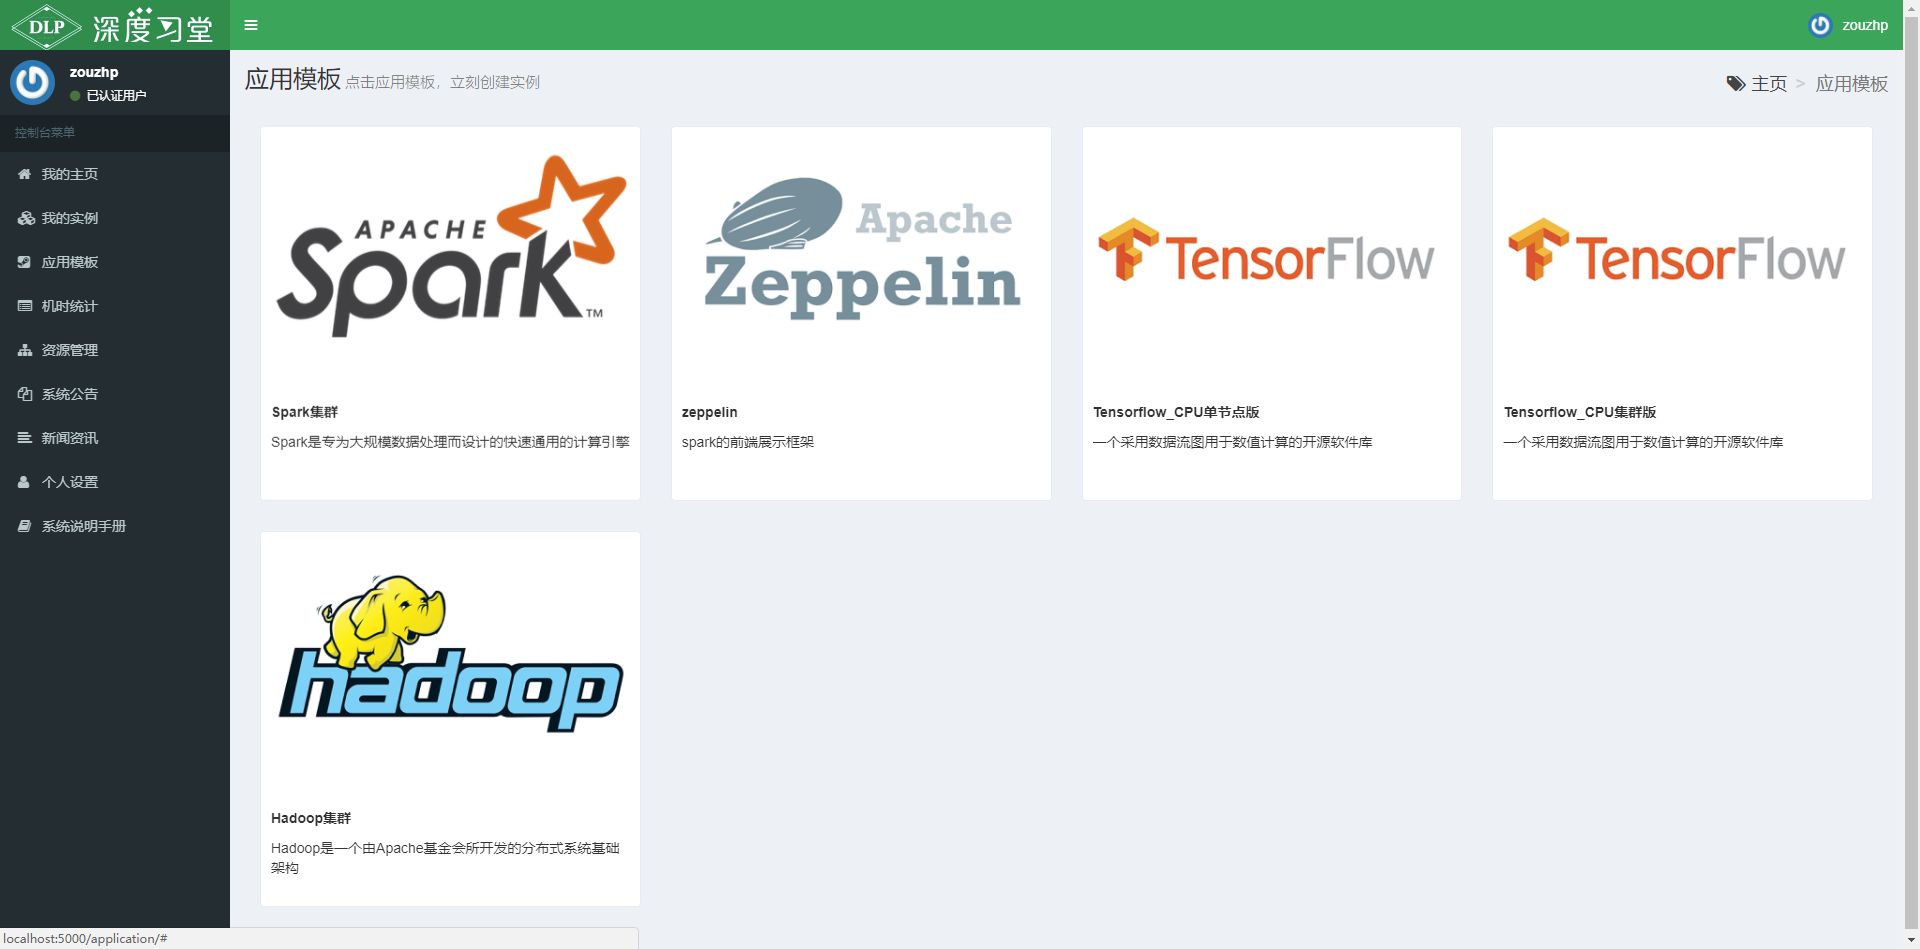 DLP 深度习堂
zouzhp
zouzhp
已认证用户
控制台菜单
我的主页
我的实例
应用模板
机时统计
资源管理
系统公告
新闻资讯
个人设置
系统说明手册
应用模板 点击应用模板，立刻创建实例
主页 > 应用模板
APACHE
Spark™
Spark集群
Spark是专为大规模数据处理而设计的快速通用的计算引擎
Apache
Zeppelin
zeppelin
spark的前端展示框架
TensorFlow
Tensorflow_CPU单节点版
一个采用数据流图用于数值计算的开源软件库
TensorFlow
Tensorflow_CPU集群版
一个采用数据流图用于数值计算的开源软件库
hadoop
Hadoop集群
Hadoop是一个由Apache基金会所开发的分布式系统基础
架构
localhost:5000/application/#